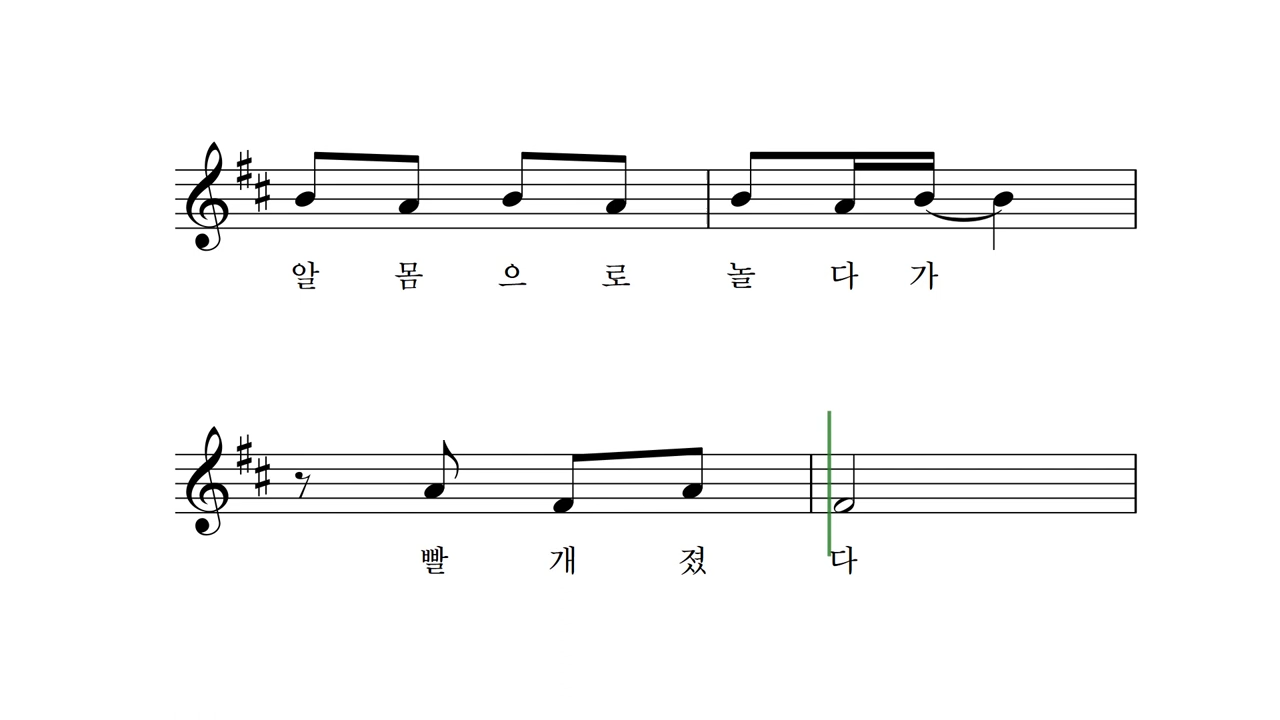 알 몸 으 로 놀 다 가
빨 개 졌 다